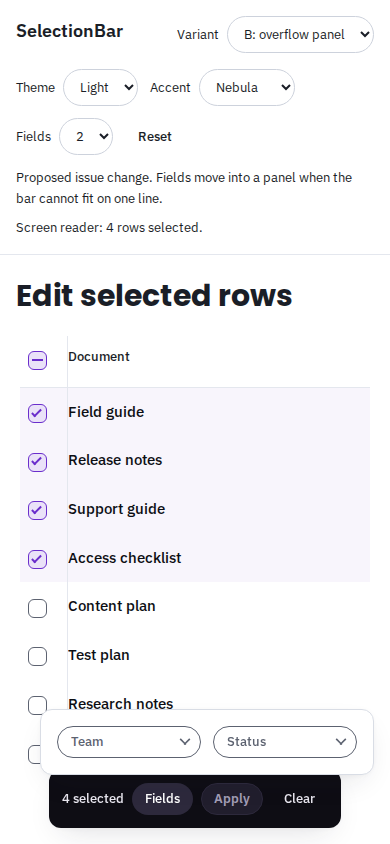 SelectionBar
Variant
B: overflow panel
Theme
Light
Accent
Nebula
Fields
2
Reset
Proposed issue change. Fields move into a panel when the
bar cannot fit on one line.
Screen reader: 4 rows selected.
Edit selected rows
Document
Field guide
Release notes
Support guide
Access checklist
Content plan
Test plan
Research notes
Team
Status
4 selected
Fields
Apply
Clear